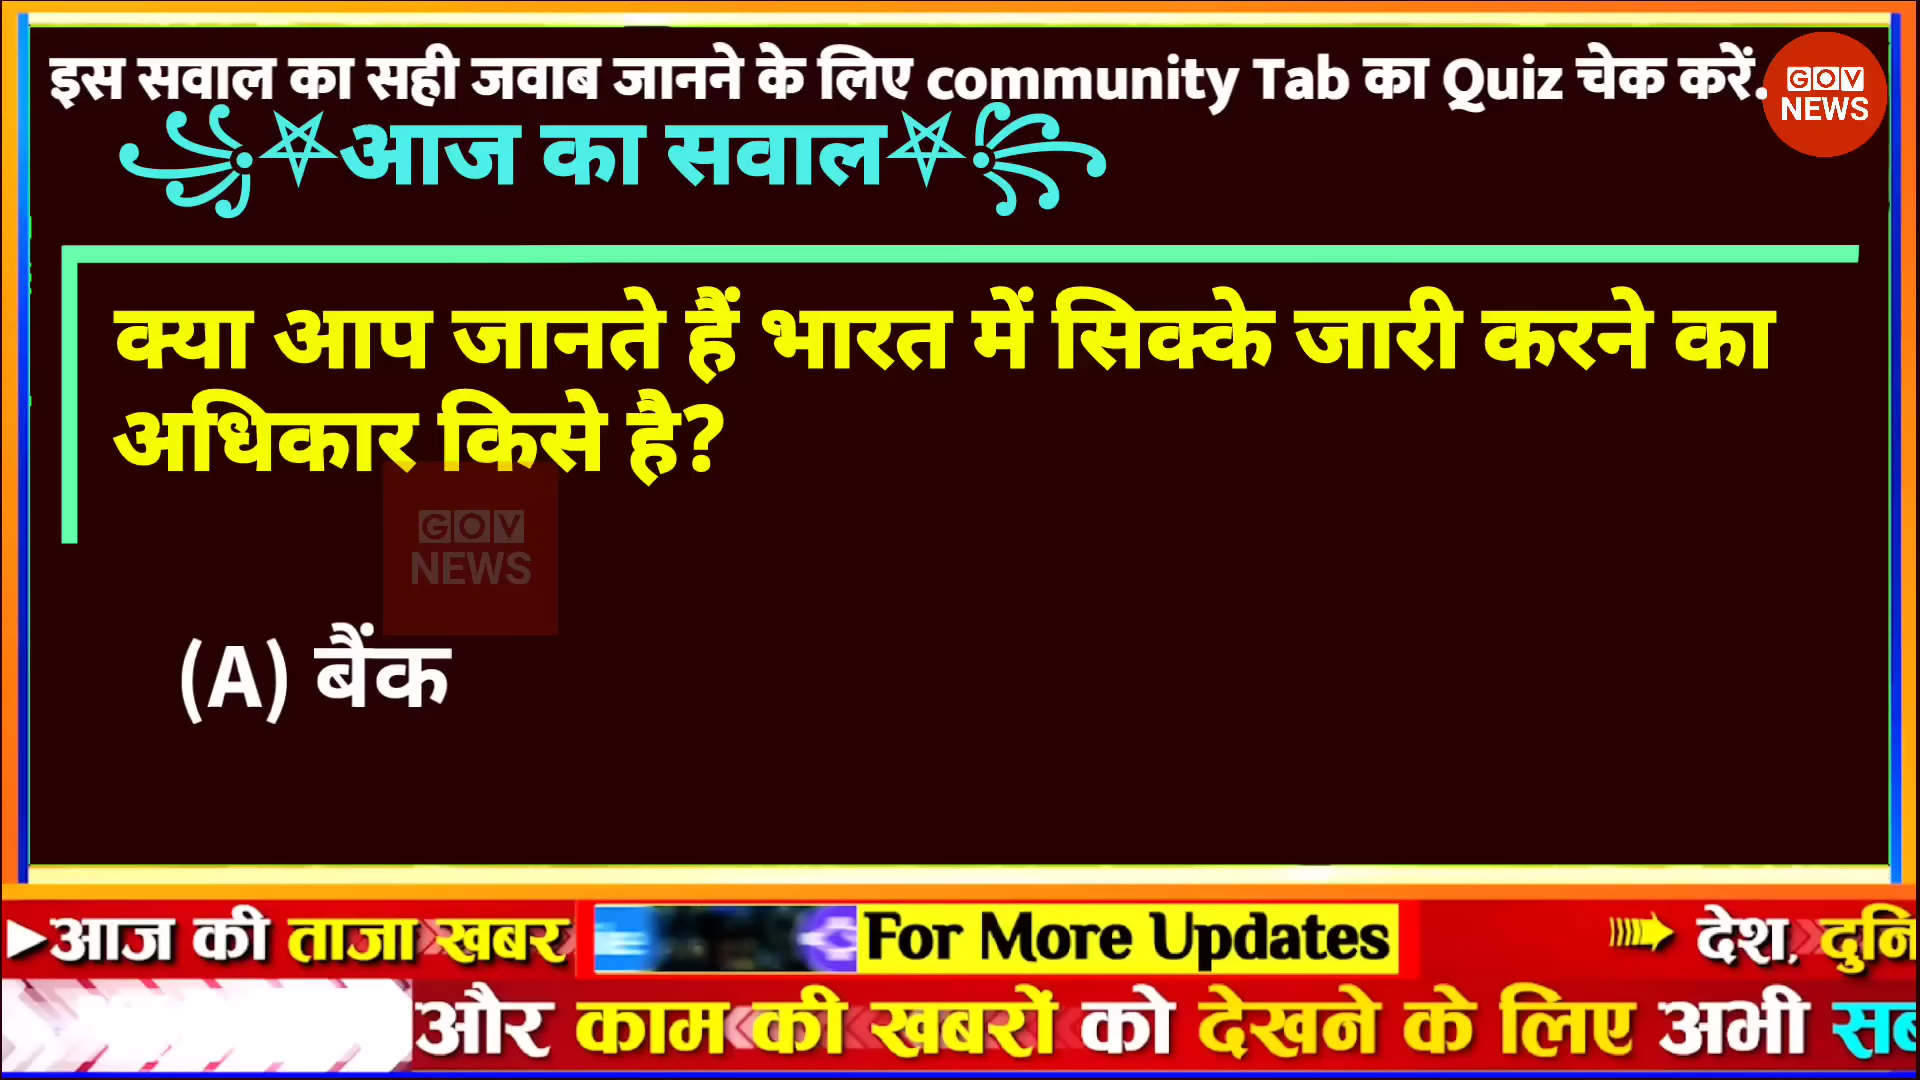 इस सवाल का सही जवाब जानने के लिए community Tab का Quiz चेक करें.
GOV
NEWS
आज का सवाल
क्या आप जानते हैं भारत में सिक्के जारी करने का
अधिकार किसे है?
GOV
NEWS
(A) बैंक
आज की ताजा खबर For More Updates देश, दुनि
और काम की खबरों को देखने के लिए अभी सब